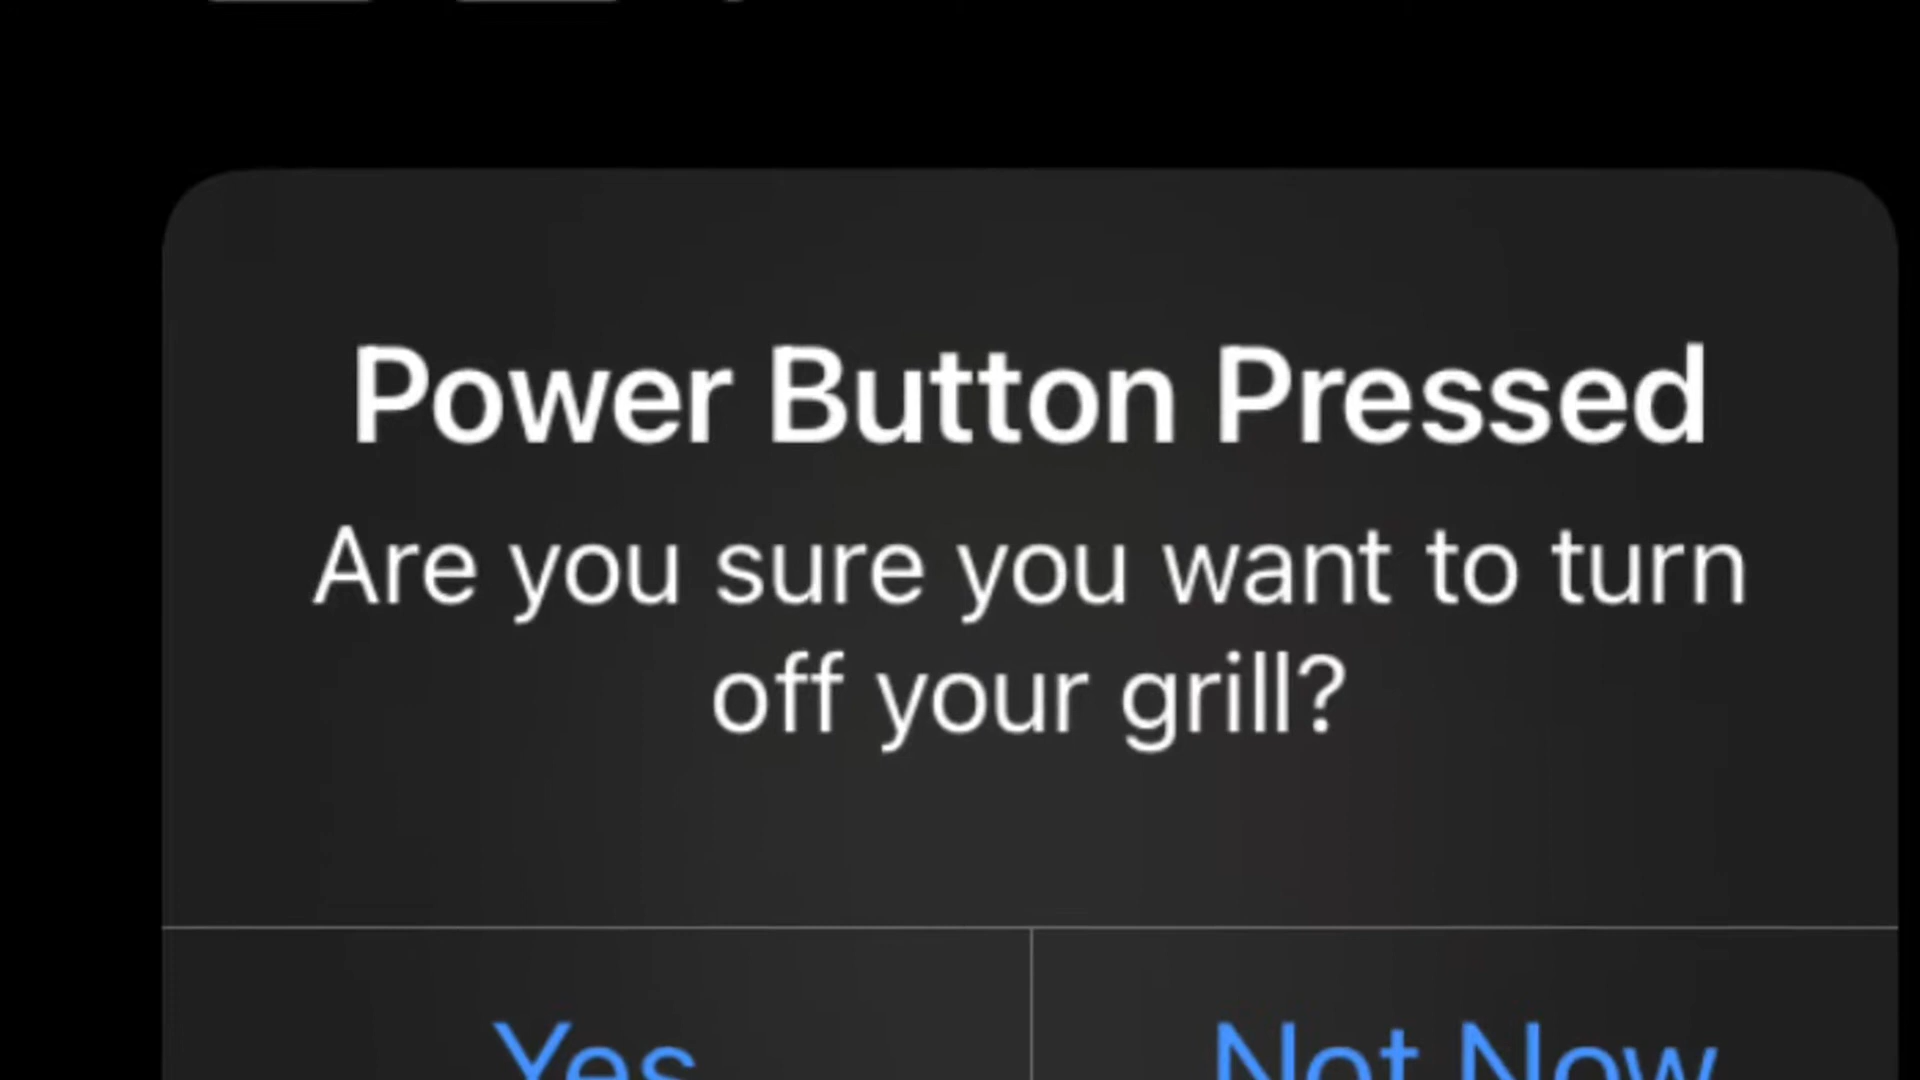 Power Button Pressed
Are you sure you want to turn
off your grill?
Yes
Not Now